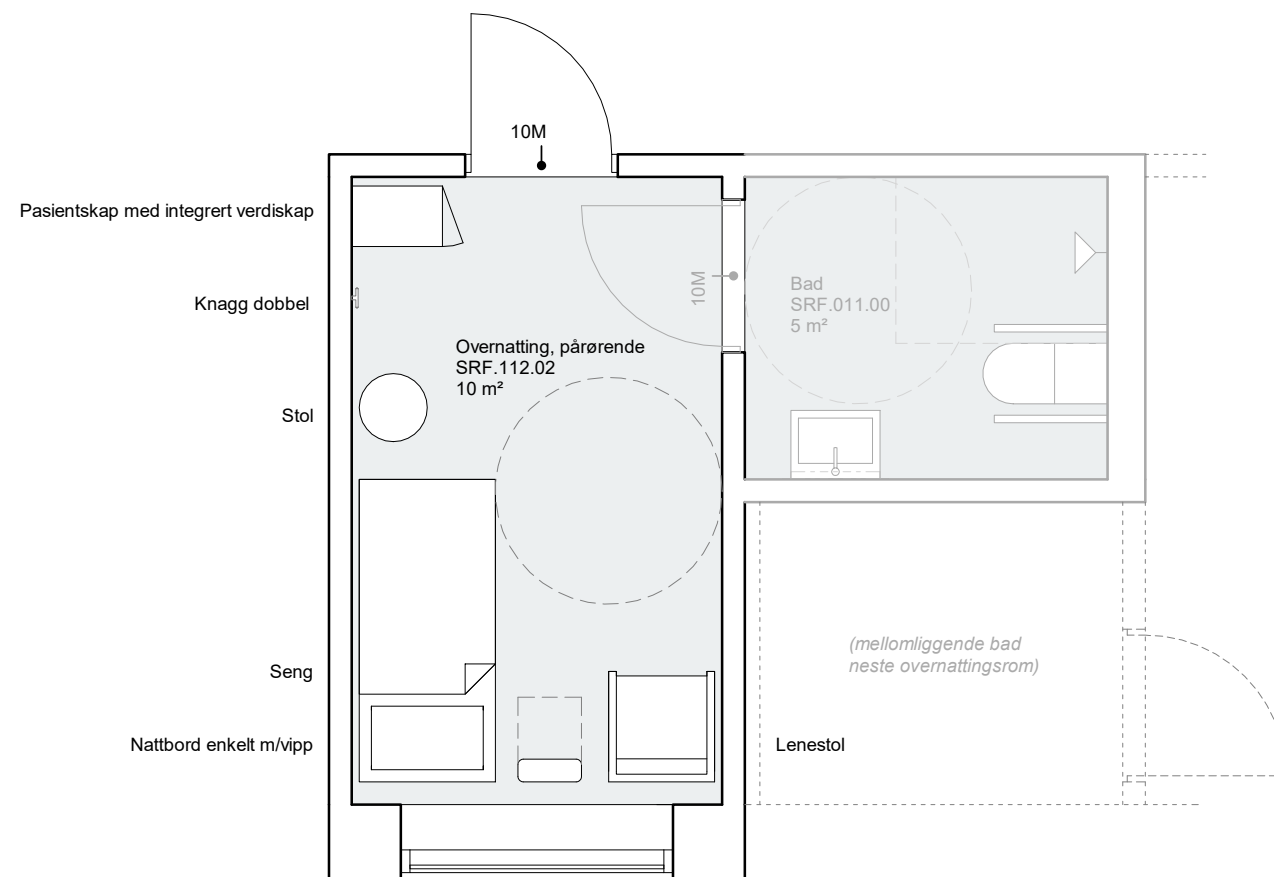 10M
Pasientskap med integrert verdiskap
Knagg dobbel
10M
Bad
SRF.011.00
5 m²
Overnatting, pårørende
SRF.112.02
10 m²
Stol
(mellomliggende bad
neste overnattingsrom)
Seng
Nattbord enkelt m/vipp
Lenestol